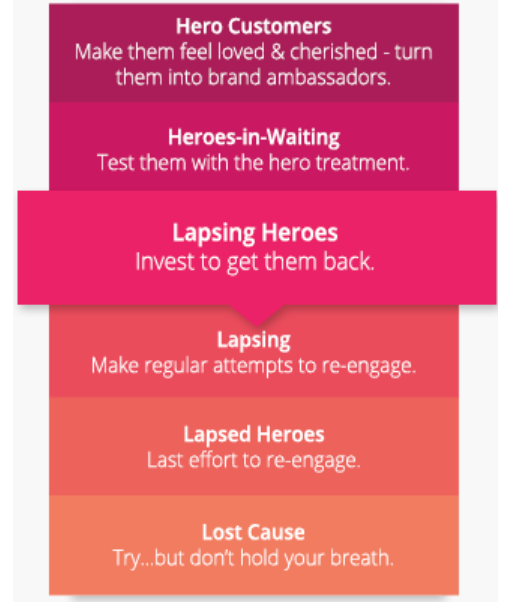 Hero Customers
Make them feel loved & cherished - turn
them into brand ambassadors.
Heroes-in-Waiting
Test them with the hero treatment.
Lapsing Heroes
Invest to get them back.
Lapsing
Make regular attempts to re-engage.
Lapsed Heroes
Last effort to re-engage.
Lost Cause
Try...but don't hold your breath.